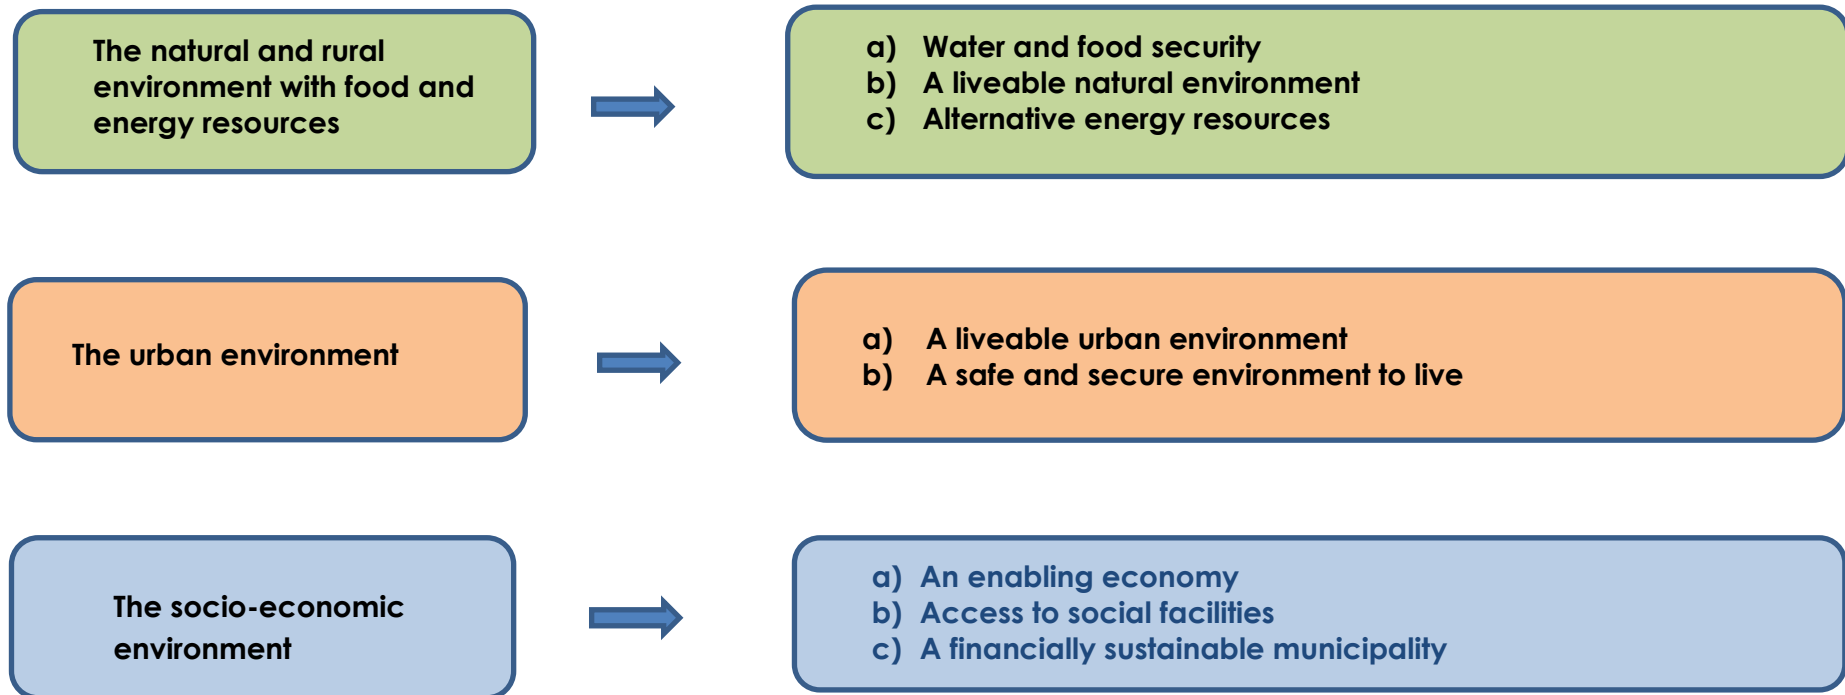 The natural and rural
environment with food and
energy resources
a) Water and food security
b) A liveable natural environment
c) Alternative energy resources
The urban environment
a) A liveable urban environment
b) A safe and secure environment to live
The socio-economic
environment
a) An enabling economy
b) Access to social facilities
c) A financially sustainable municipality